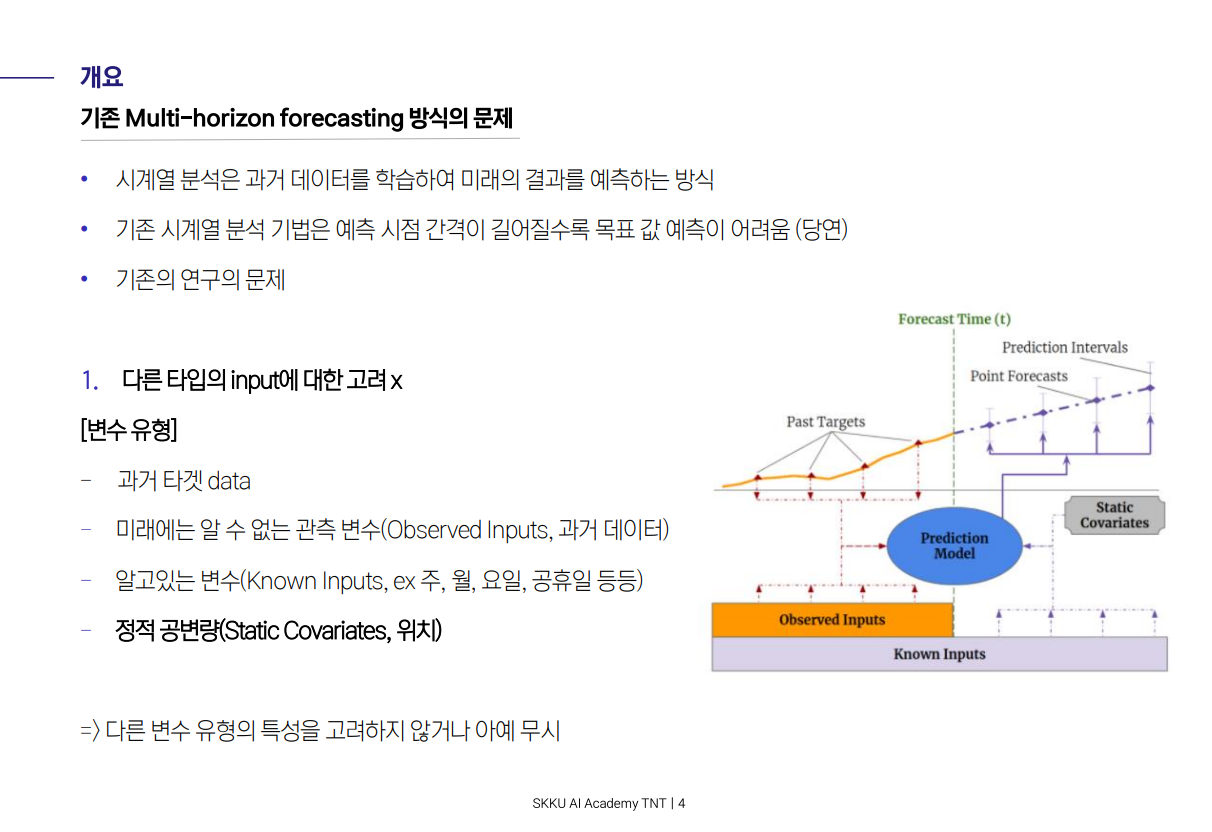 개요
기존 Multi-horizon forecasting 방식의 문제
• 시계열 분석은 과거 데이터를 학습하여 미래의 결과를 예측하는 방식
• 기존 시계열 분석 기법은 예측 시점 간격이 길어질수록 목표 값 예측이 어려움 (당연)
• 기존의 연구의 문제
1. 다른 타입의 input에 대한 고려 x
[변수 유형]
- 과거 타겟 data
- 미래에는 알 수 없는 관측 변수(Observed Inputs, 과거 데이터)
- 알고있는 변수(Known Inputs, ex 주, 월, 요일, 공휴일 등등)
- 정적 공변량(Static Covariates, 위치)
=> 다른 변수 유형의 특성을 고려하지 않거나 아예 무시
Forecast Time (t)
Prediction Intervals
Point Forecasts
Past Targets
Static
Covariates
Prediction
Model
Observed Inputs
Known Inputs
SKKU AI Academy TNT | 4